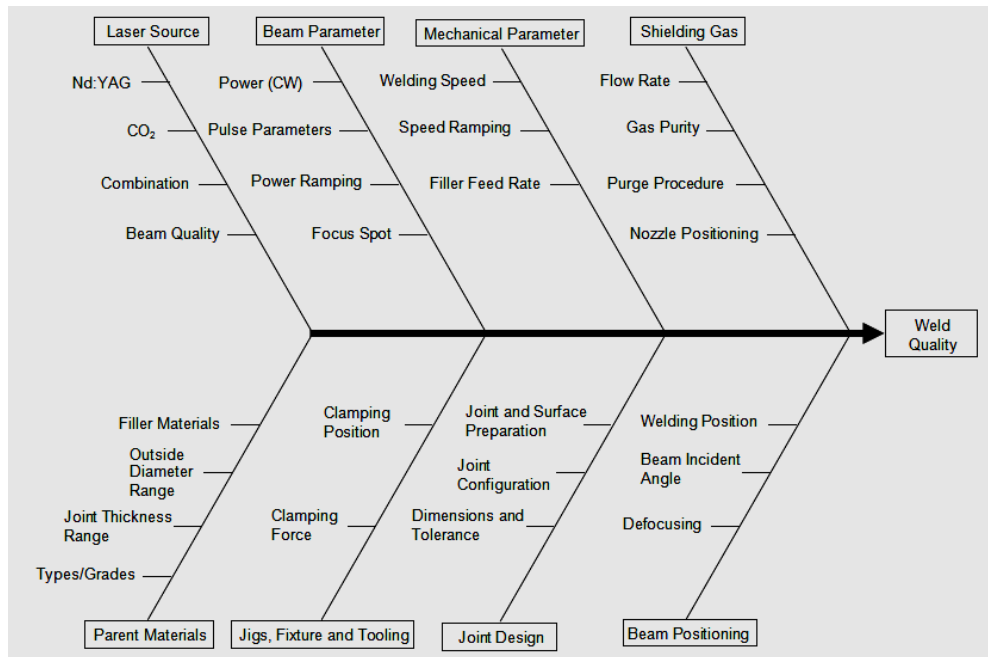 Laser Source
Beam Parameter
Mechanical Parameter
Shielding Gas
Nd:YAG
Power (CW)
Welding Speed
Flow Rate
CO₂
Pulse Parameters
Speed Ramping
Gas Purity
Combination
Power Ramping
Filler Feed Rate
Purge Procedure
Beam Quality
Focus Spot
Nozzle Positioning
Weld
Quality
Filler Materials
Clamping
Position
Joint and Surface
Preparation
Welding Position
Outside
Diameter
Range
Joint
Configuration
Beam Incident
Angle
Joint Thickness
Range
Clamping
Force
Dimensions and
Tolerance
Defocusing
Types/Grades
Parent Materials
Jigs, Fixture and Tooling
Joint Design
Beam Positioning